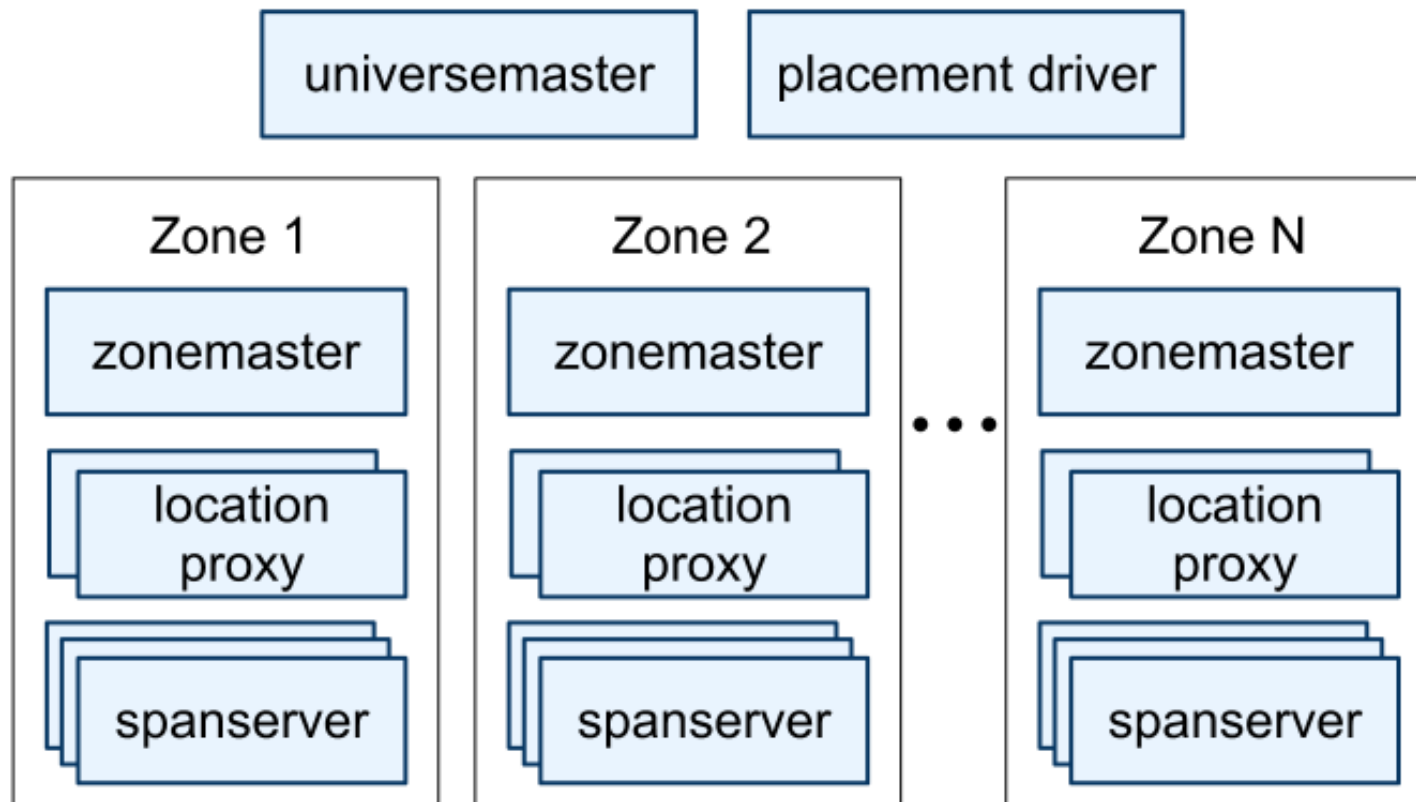 universemaster
placement driver
Zone 1
Zone 2
Zone N
zonemaster
zonemaster
zonemaster
...
location
proxy
location
proxy
location
proxy
spanserver
spanserver
spanserver